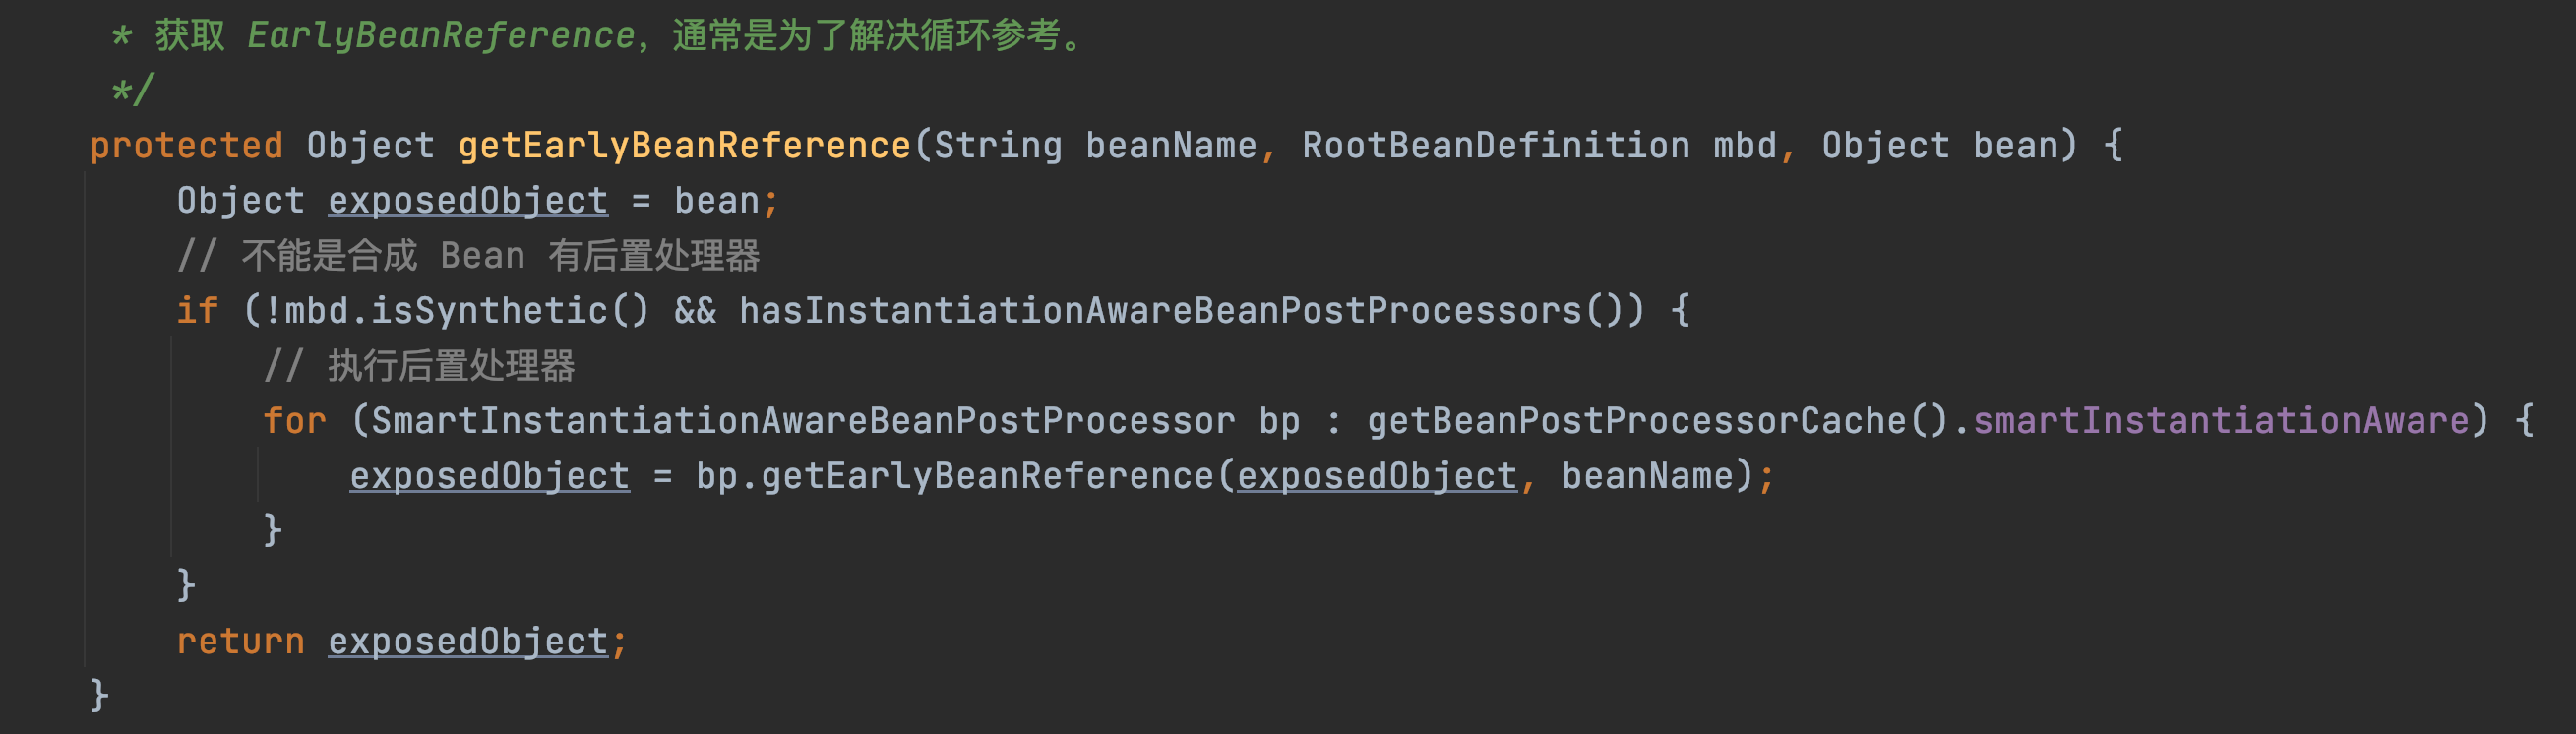 * 获取 EarlyBeanReference，通常是为了解决循环参考。
*/
protected Object getEarlyBeanReference(String beanName, RootBeanDefinition mbd, Object bean) {
Object exposedObject = bean;
// 不能是合成 Bean 有后置处理器
if (!mbd.isSynthetic() && hasInstantiationAwareBeanPostProcessors()) {
// 执行后置处理器
for (SmartInstantiationAwareBeanPostProcessor bp : getBeanPostProcessorCache().smartInstantiationAware) {
exposedObject = bp.getEarlyBeanReference(exposedObject, beanName);
}
}
return exposedObject;
}